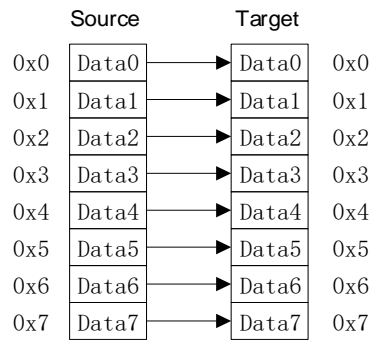 Source Target
0x0 Data0 Data0 0x0
0x1 Data1 Data1 0x1
0x2 Data2 Data2 0x2
0x3 Data3 Data3 0x3
0x4 Data4 Data4 0x4
0x5 Data5 Data5 0x5
0x6 Data6 Data6 0x6
0x7 Data7 Data7 0x7